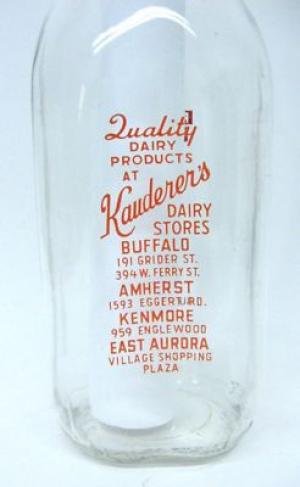 Quality
DAIRY
PRODUCTS
AT
Kauderer's
DAIRY
STORES
BUFFALO
191 GRIDER ST.
394 W. FERRY ST.
AMHERST
1593 EGGERT RD.
KENMORE
959 ENGLEWOOD
EAST AURORA
VILLAGE SHOPPING
PLAZA